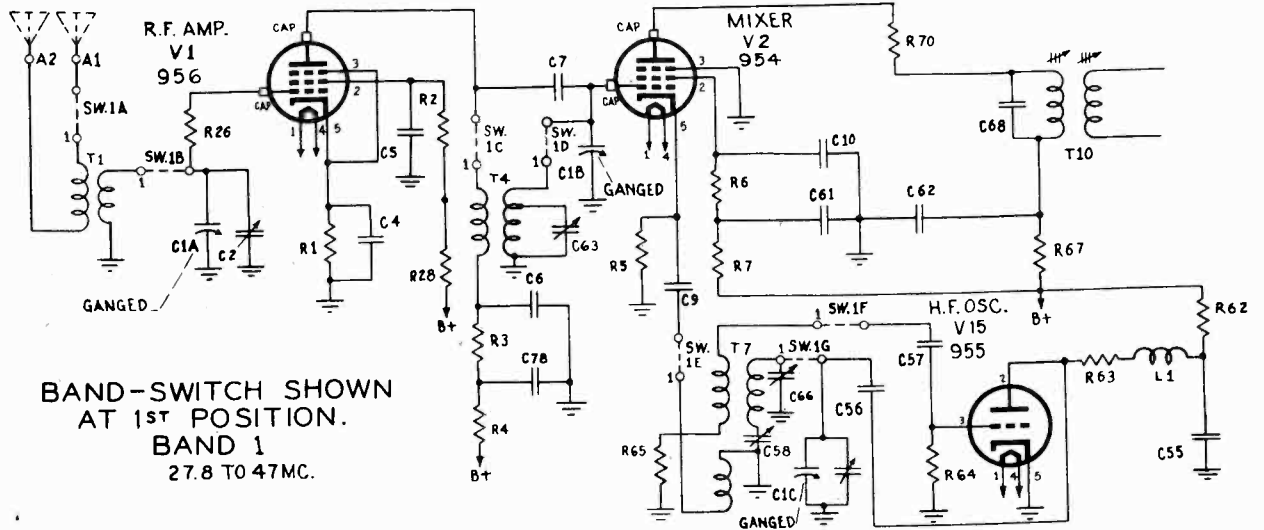 R.F. AMP.
V1
956
MIXER
V2
954
CAP
CAP
CAP
CAP
A2
A1
SW.1A
1
T1
SW.1B
1
R26
C1A
C2
GANGED
3
2
1
4
5
R1
C4
C5
R2
R28
B+
SW.
1C
1
T4
SW.
1D
1
C7
C1B
GANGED
C63
C6
R3
C78
R4
B+
3
2
1
4
5
R5
C9
SW.
1E
1
R6
R7
C10
C61
C62
R70
C68
T10
R67
B+
R62
H.F. OSC.
V15
955
SW.1F
1
T7
SW.1G
1
C66
C58
R65
C1C
GANGED
C56
C57
R64
2
3
1
4
5
R63
L1
C55
BAND-SWITCH SHOWN
AT 1ST POSITION.
BAND 1
27.8 TO 47MC.